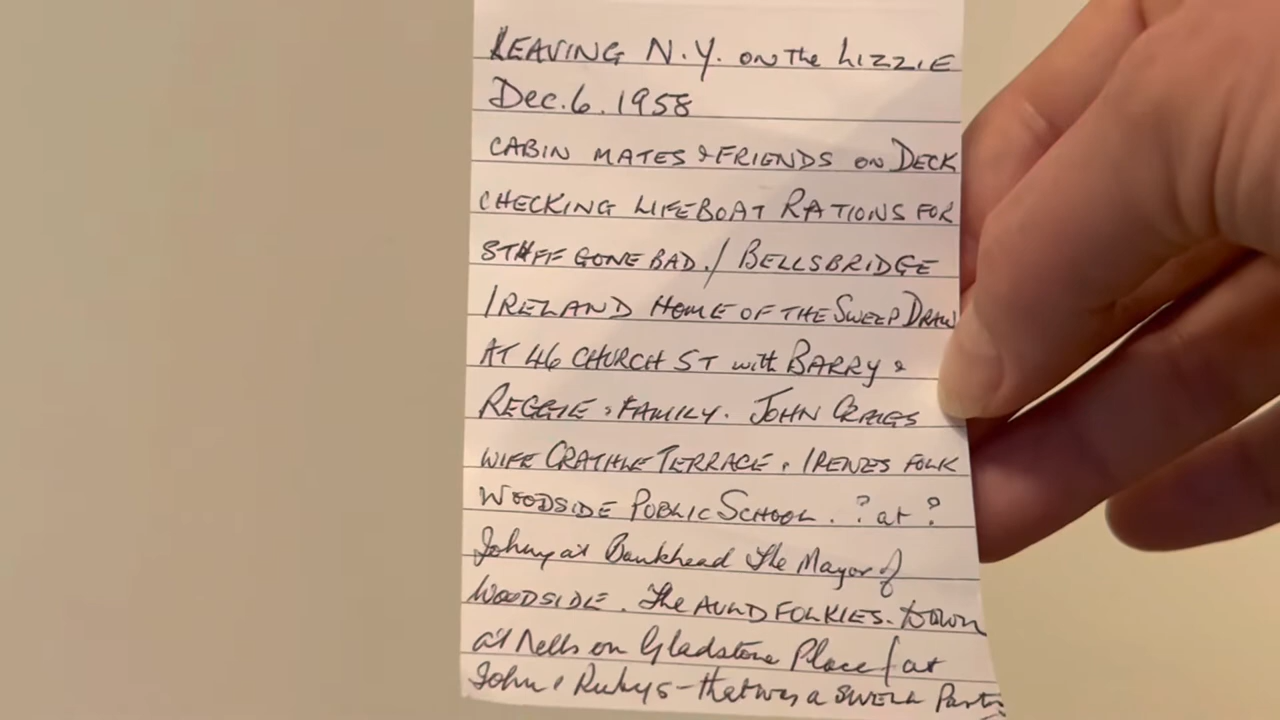 LEAVING N.Y. ON The LIZZIE
Dec. 6. 1958
CABIN MATES & FRIENDS ON DECK
CHECKING LIFEBOAT RATIONS FOR
STAFF GONE BAD. / BELLSBRIDGE
IRELAND HOME OF THE SWEEP DRAW
AT 46 CHURCH ST with BARRY &
REGGIE & FAMILY. JOHN CRAIGS
WIFE CRATHIE TERRACE. IRENES FOLK
WOODSIDE PUBLIC SCHOOL. ? at ?
Johny at Bankhead The Mayor of
WOODSIDE. The AULD FOLKIES. DOWN
at Nells on Gladstone Place / at
John & Rubys - that was a SWELL Party